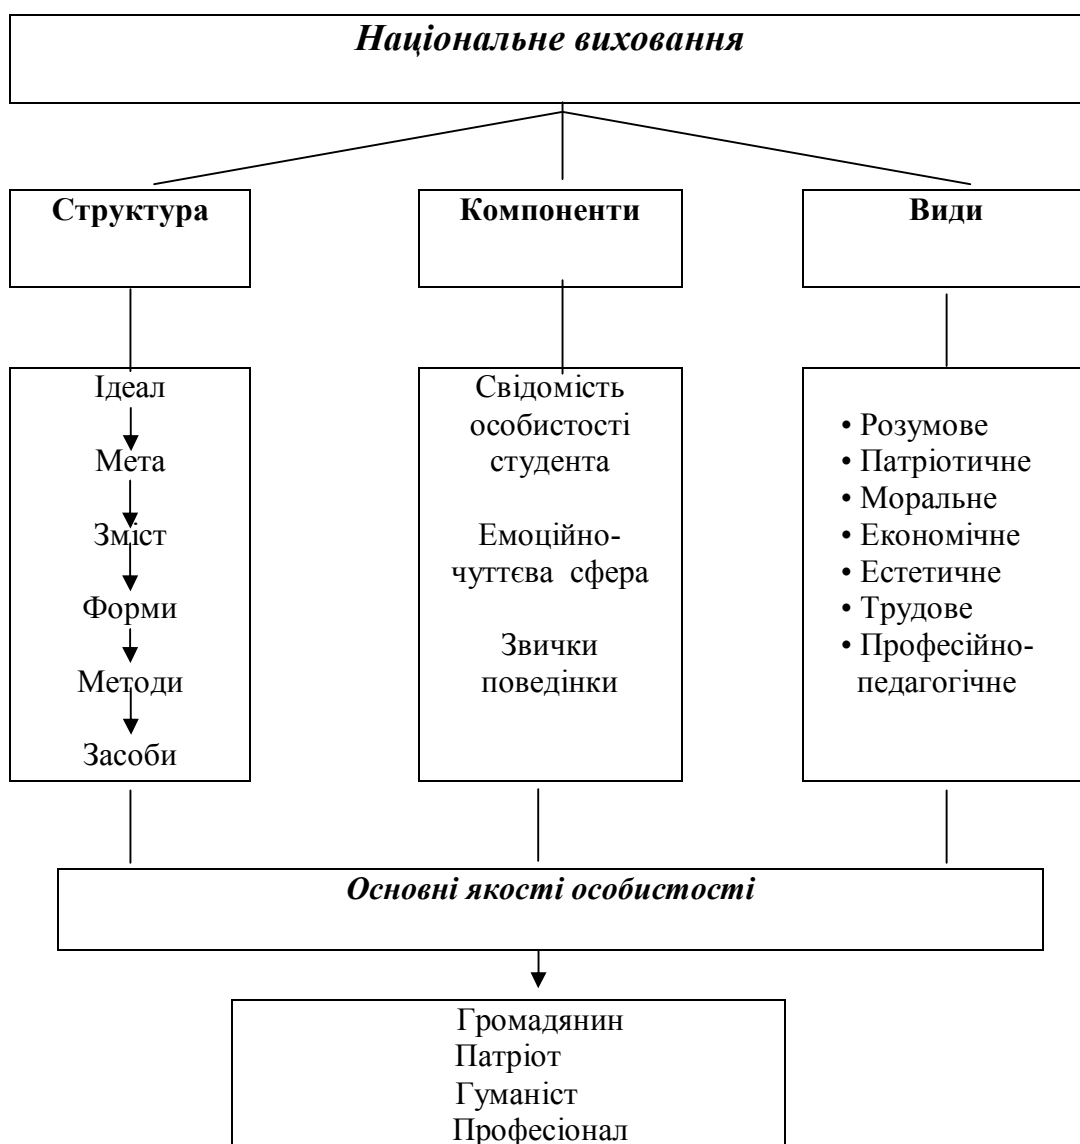 Національне виховання
Структура
Компоненти
Види
Ідеал
Мета
Зміст
Форми
Методи
Засоби
Свідомість
особистості
студента
Емоційно-
чуттєва сфера
Звички
поведінки
• Розумове
• Патріотичне
• Моральне
• Економічне
• Естетичне
• Трудове
• Професійно-
педагогічне
Основні якості особистості
Громадянин
Патріот
Гуманіст
Професіонал